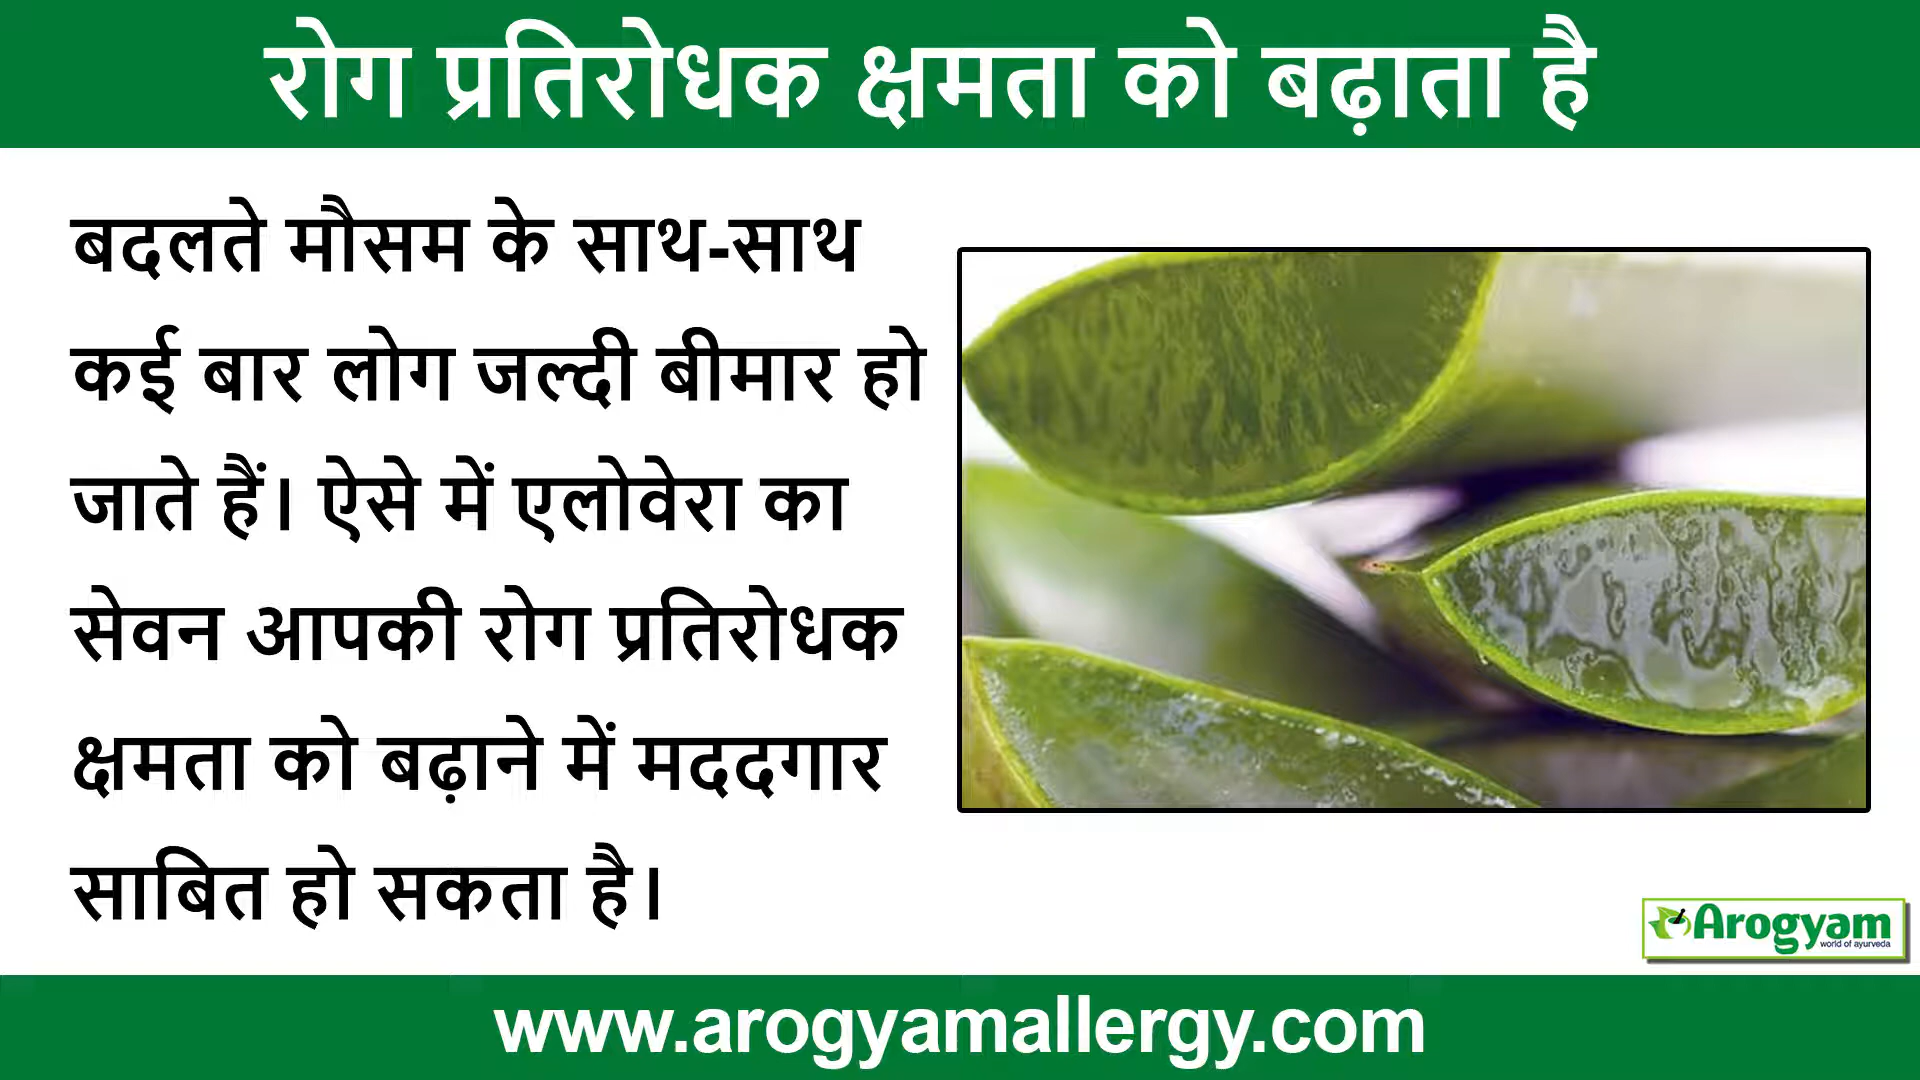 रोग प्रतिरोधक क्षमता को बढ़ाता है
बदलते मौसम के साथ-साथ
कई बार लोग जल्दी बीमार हो
जाते हैं। ऐसे में एलोवेरा का
सेवन आपकी रोग प्रतिरोधक
क्षमता को बढ़ाने में मददगार
साबित हो सकता है।
Arogyam
world of ayurveda
www.arogyamallergy.com